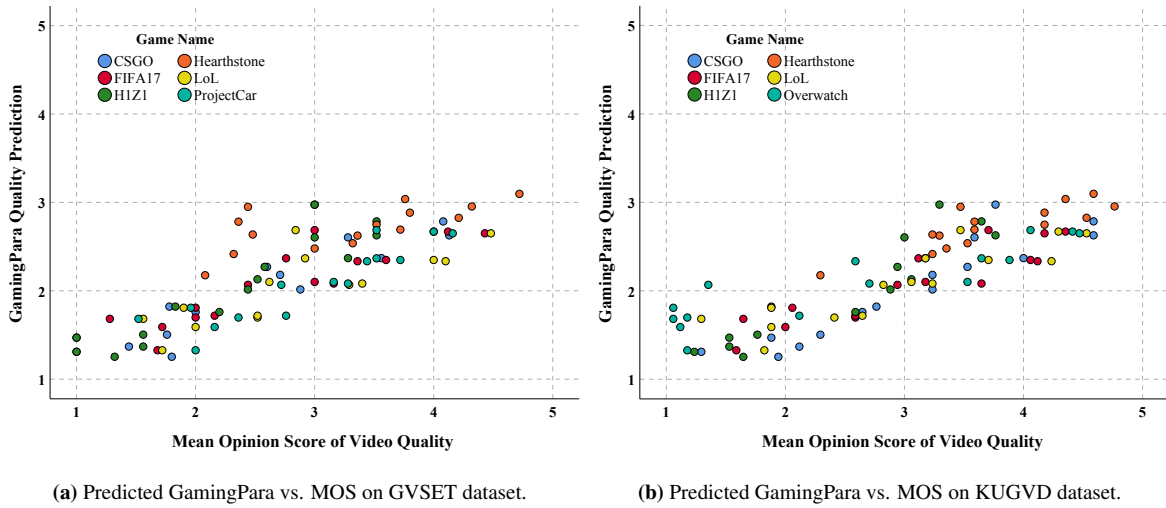 GamingPara Quality Prediction
5
4
3
2
1
Game Name
CSGO Hearthstone
FIFA17 LoL
H1Z1 ProjectCar
1 2 3 4 5
Mean Opinion Score of Video Quality
(a) Predicted GamingPara vs. MOS on GVSET dataset.
GamingPara Quality Prediction
5
4
3
2
1
Game Name
CSGO Hearthstone
FIFA17 LoL
H1Z1 Overwatch
1 2 3 4 5
Mean Opinion Score of Video Quality
(b) Predicted GamingPara vs. MOS on KUGVD dataset.